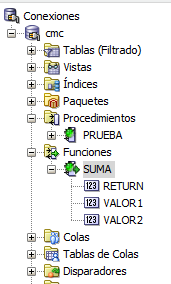 Conexiones
cmc
Tablas (Filtrado)
Vistas
Índices
Paquetes
Procedimientos
PRUEBA
Funciones
SUMA
123 RETURN
123 VALOR1
123 VALOR2
Colas
Tablas de Colas
Disparadores